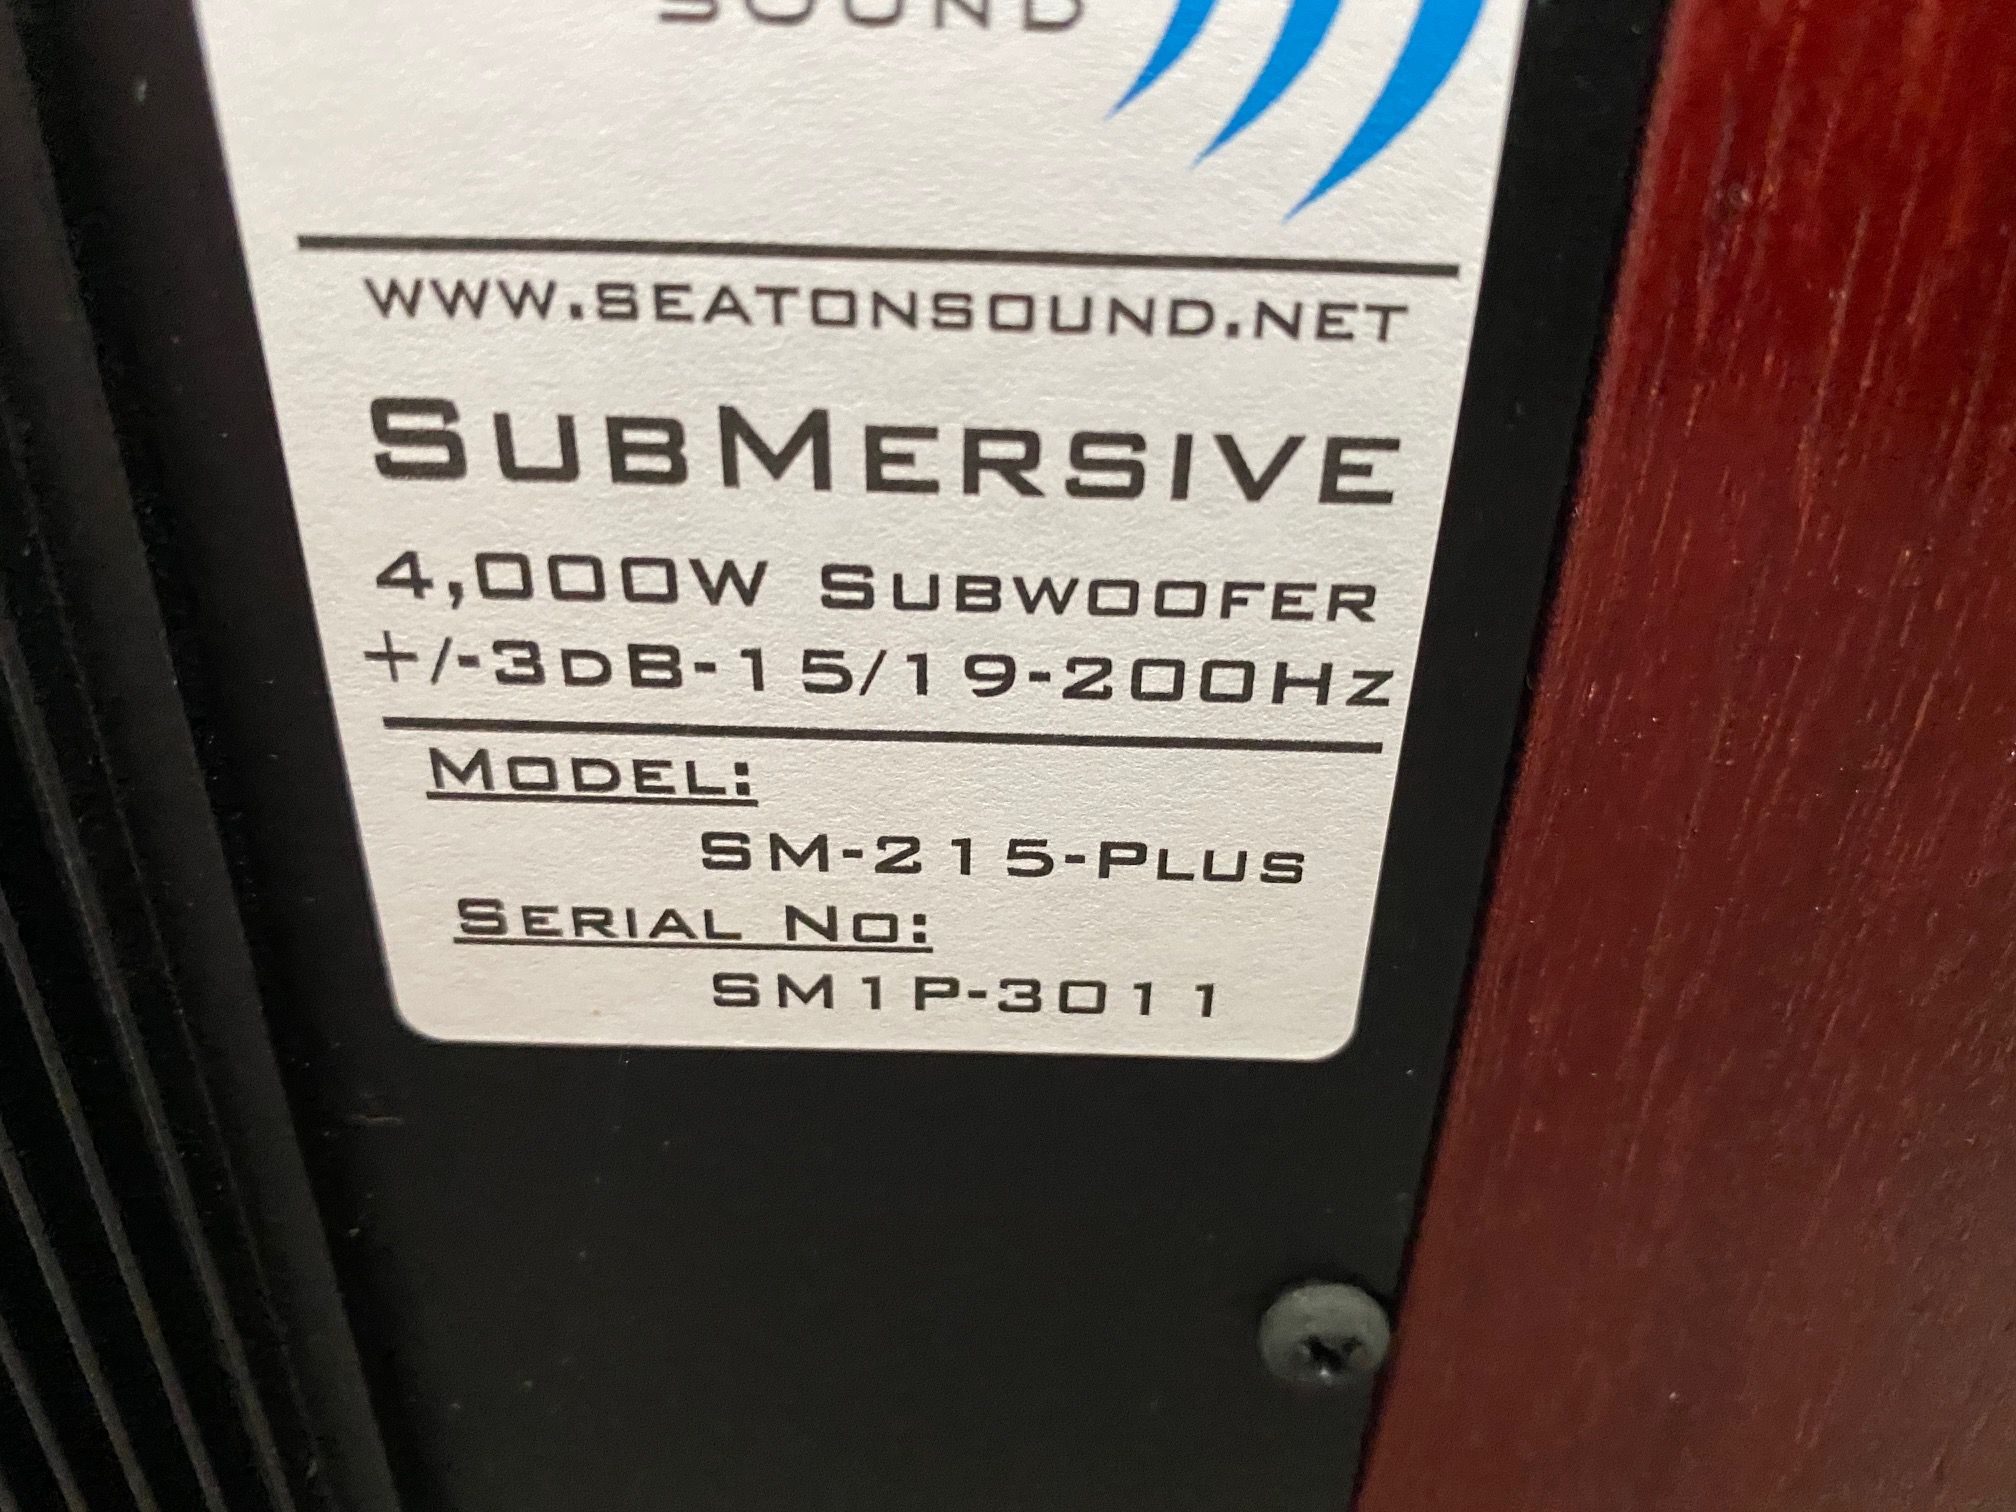 SOUND
WWW.SEATONSOUND.NET
SUBMERSIVE
4,000W SUBWOOFER
+/-3DB-15/19-200HZ
MODEL:
SM-215-PLUS
SERIAL NO:
SM1P-3011